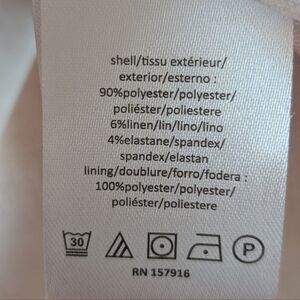 shell/tissu extérieur/
exterior/esterno :
90%polyester/polyester/
poliéster/poliestere
6%linen/lin/lino/lino
4%elastane/spandex/
spandex/elastan
lining/doublure/forro/fodera :
100%polyester/polyester/
poliéster/poliestere
30 P
RN 157916